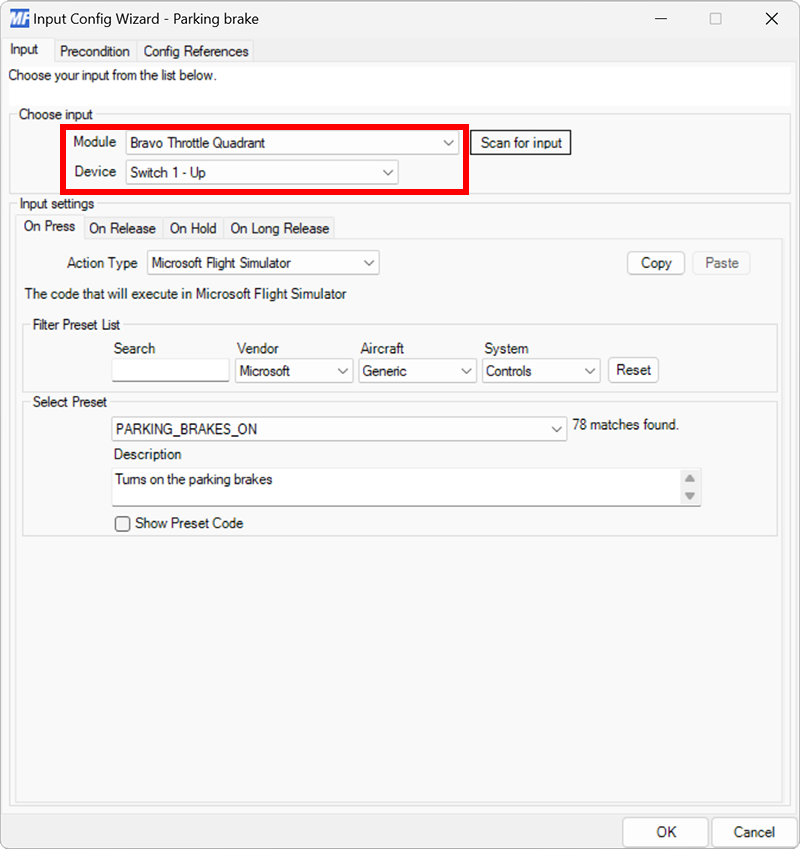 MF Input Config Wizard - Parking brake
Input Precondition Config References
Choose your input from the list below.
Choose input
Module Bravo Throttle Quadrant Scan for input
Device Switch 1 - Up
Input settings
On Press On Release On Hold On Long Release
Action Type Microsoft Flight Simulator Copy Paste
The code that will execute in Microsoft Flight Simulator
Filter Preset List
Search Vendor Aircraft System
Microsoft Generic Controls Reset
Select Preset
PARKING_BRAKES_ON 78 matches found.
Description
Turns on the parking brakes
Show Preset Code
OK Cancel